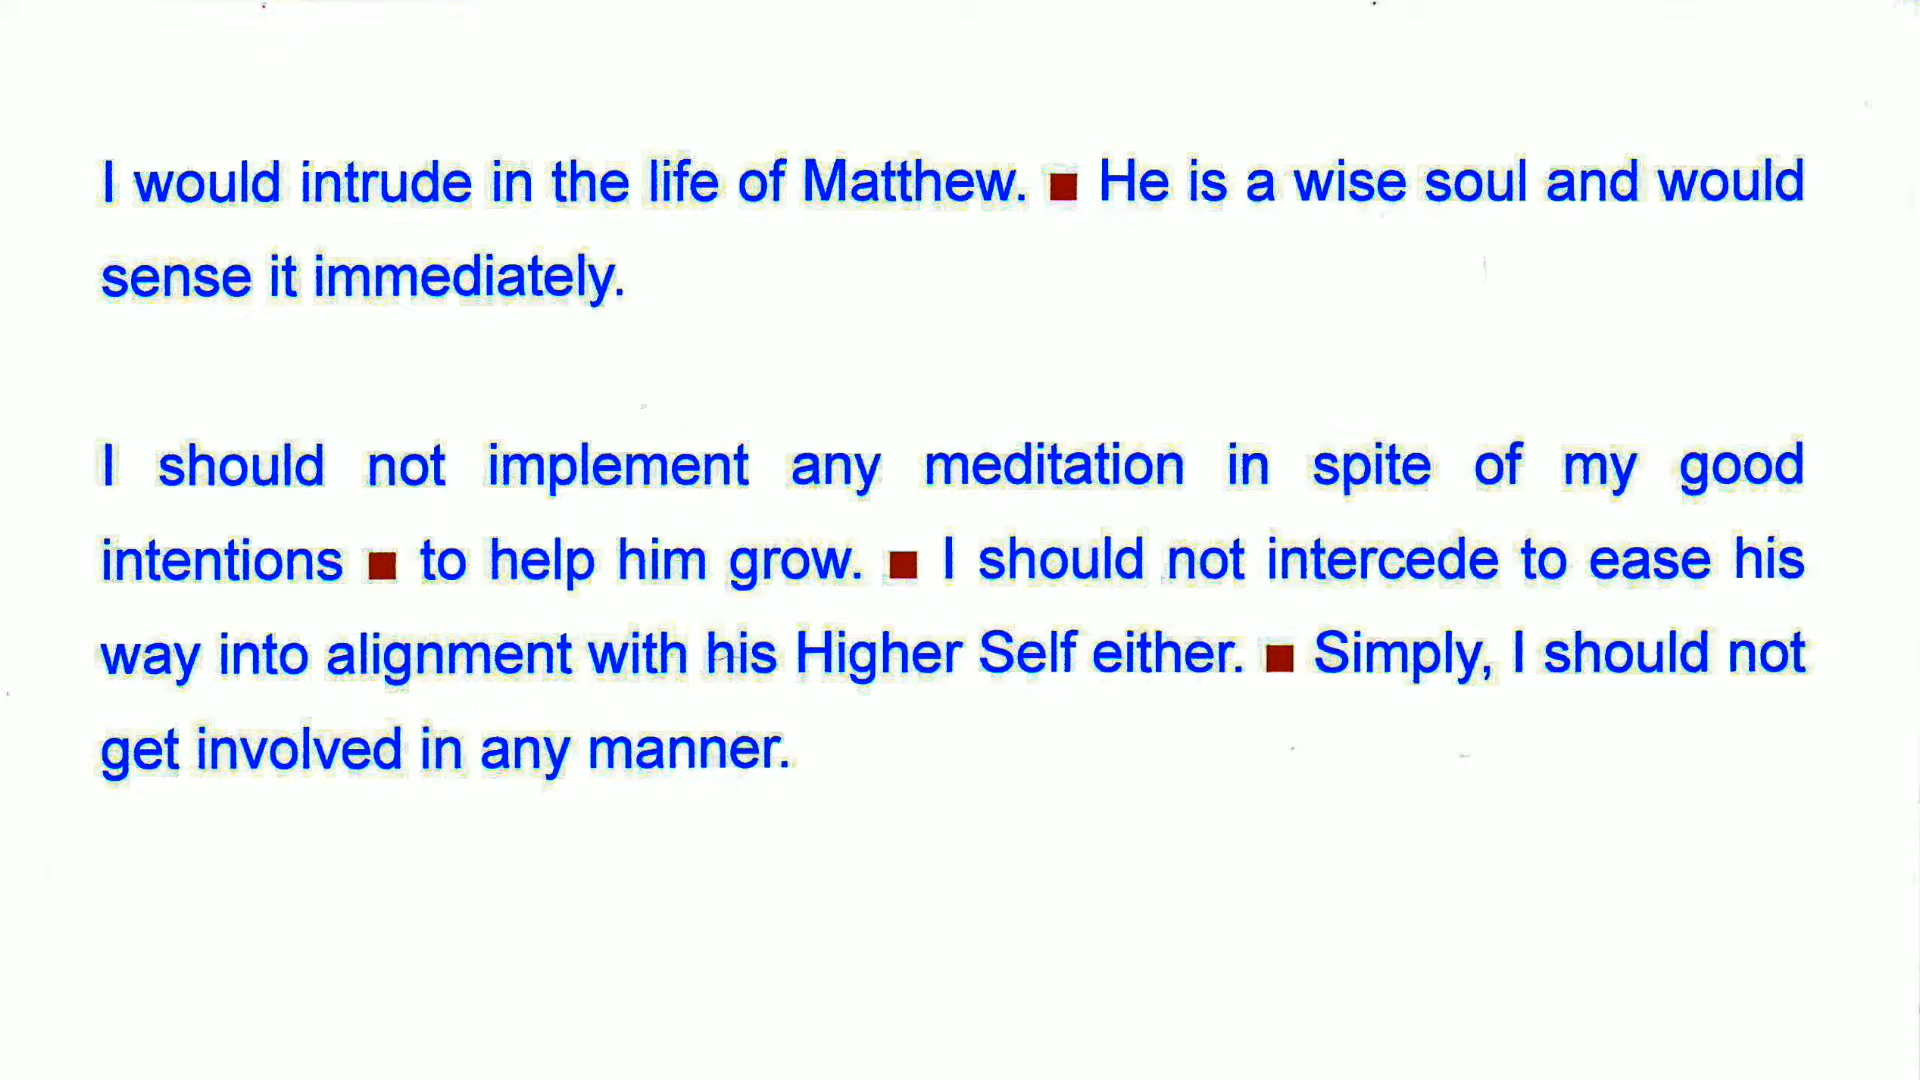 I would intrude in the life of Matthew. ■ He is a wise soul and would
sense it immediately.
I should not implement any meditation in spite of my good
intentions ■ to help him grow. ■ I should not intercede to ease his
way into alignment with his Higher Self either. ■ Simply, I should not
get involved in any manner.